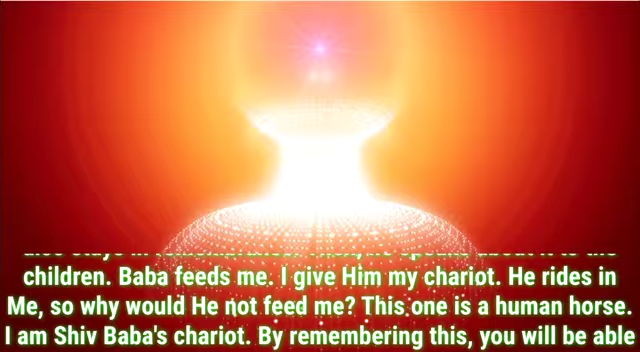 children. Baba feeds me. I give Him my chariot. He rides in
Me, so why would He not feed me? This one is a human horse.
I am Shiv Baba's chariot. By remembering this, you will be able